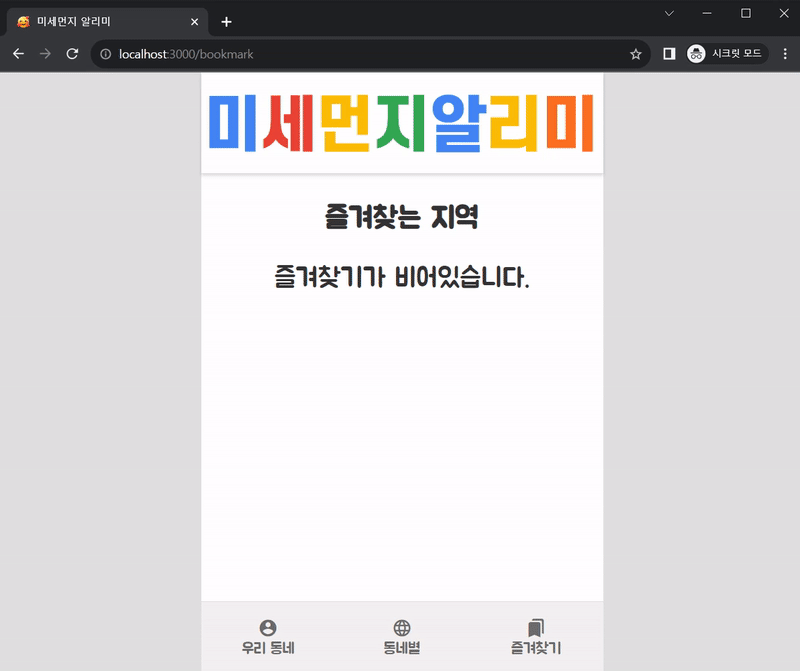 미세먼지 알리미
localhost:3000/bookmark
시크릿 모드
미세먼지알리미
즐겨찾는 지역
즐겨찾기가 비어있습니다.
우리 동네
동네별
즐겨찾기